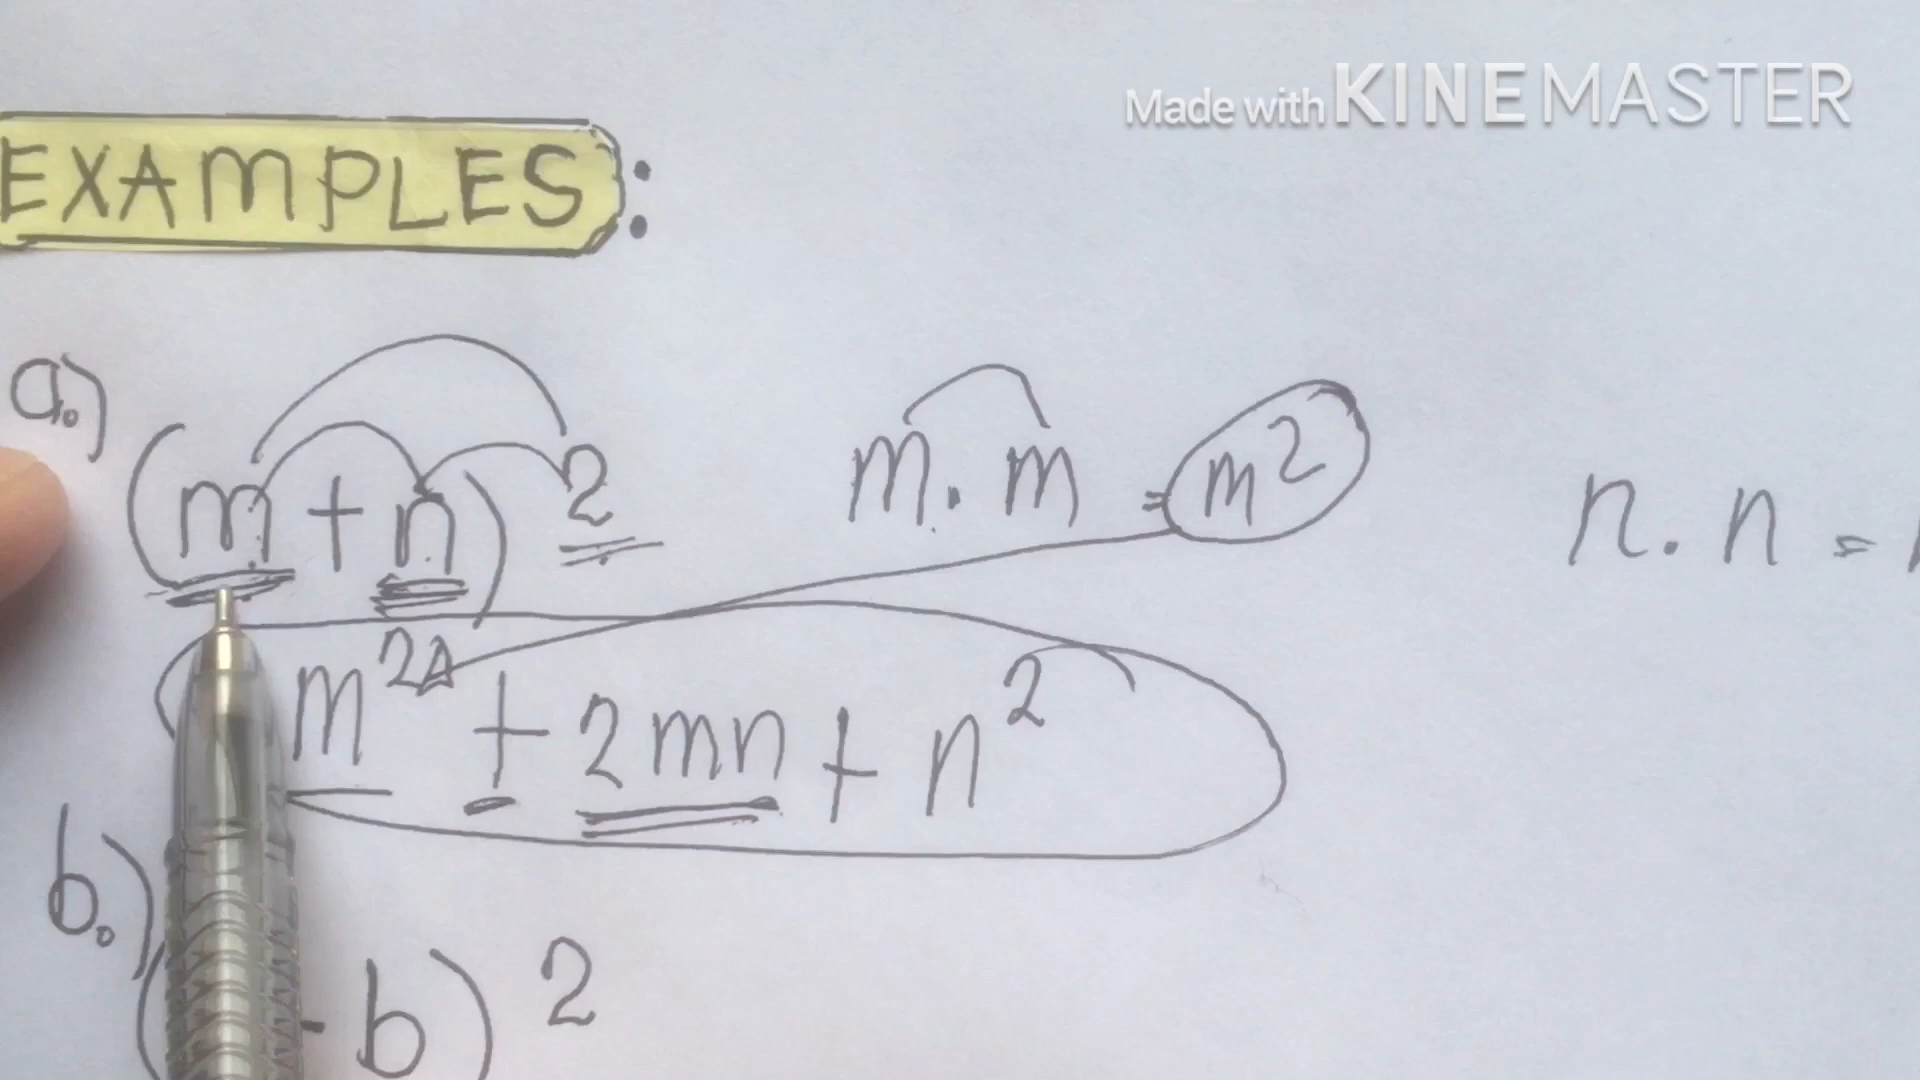 Made with KINEMASTER
EXAMPLES:
a.)
(m + n)² m . m = m² n . n =
m² + 2mn + n²
b.)
( - b)²